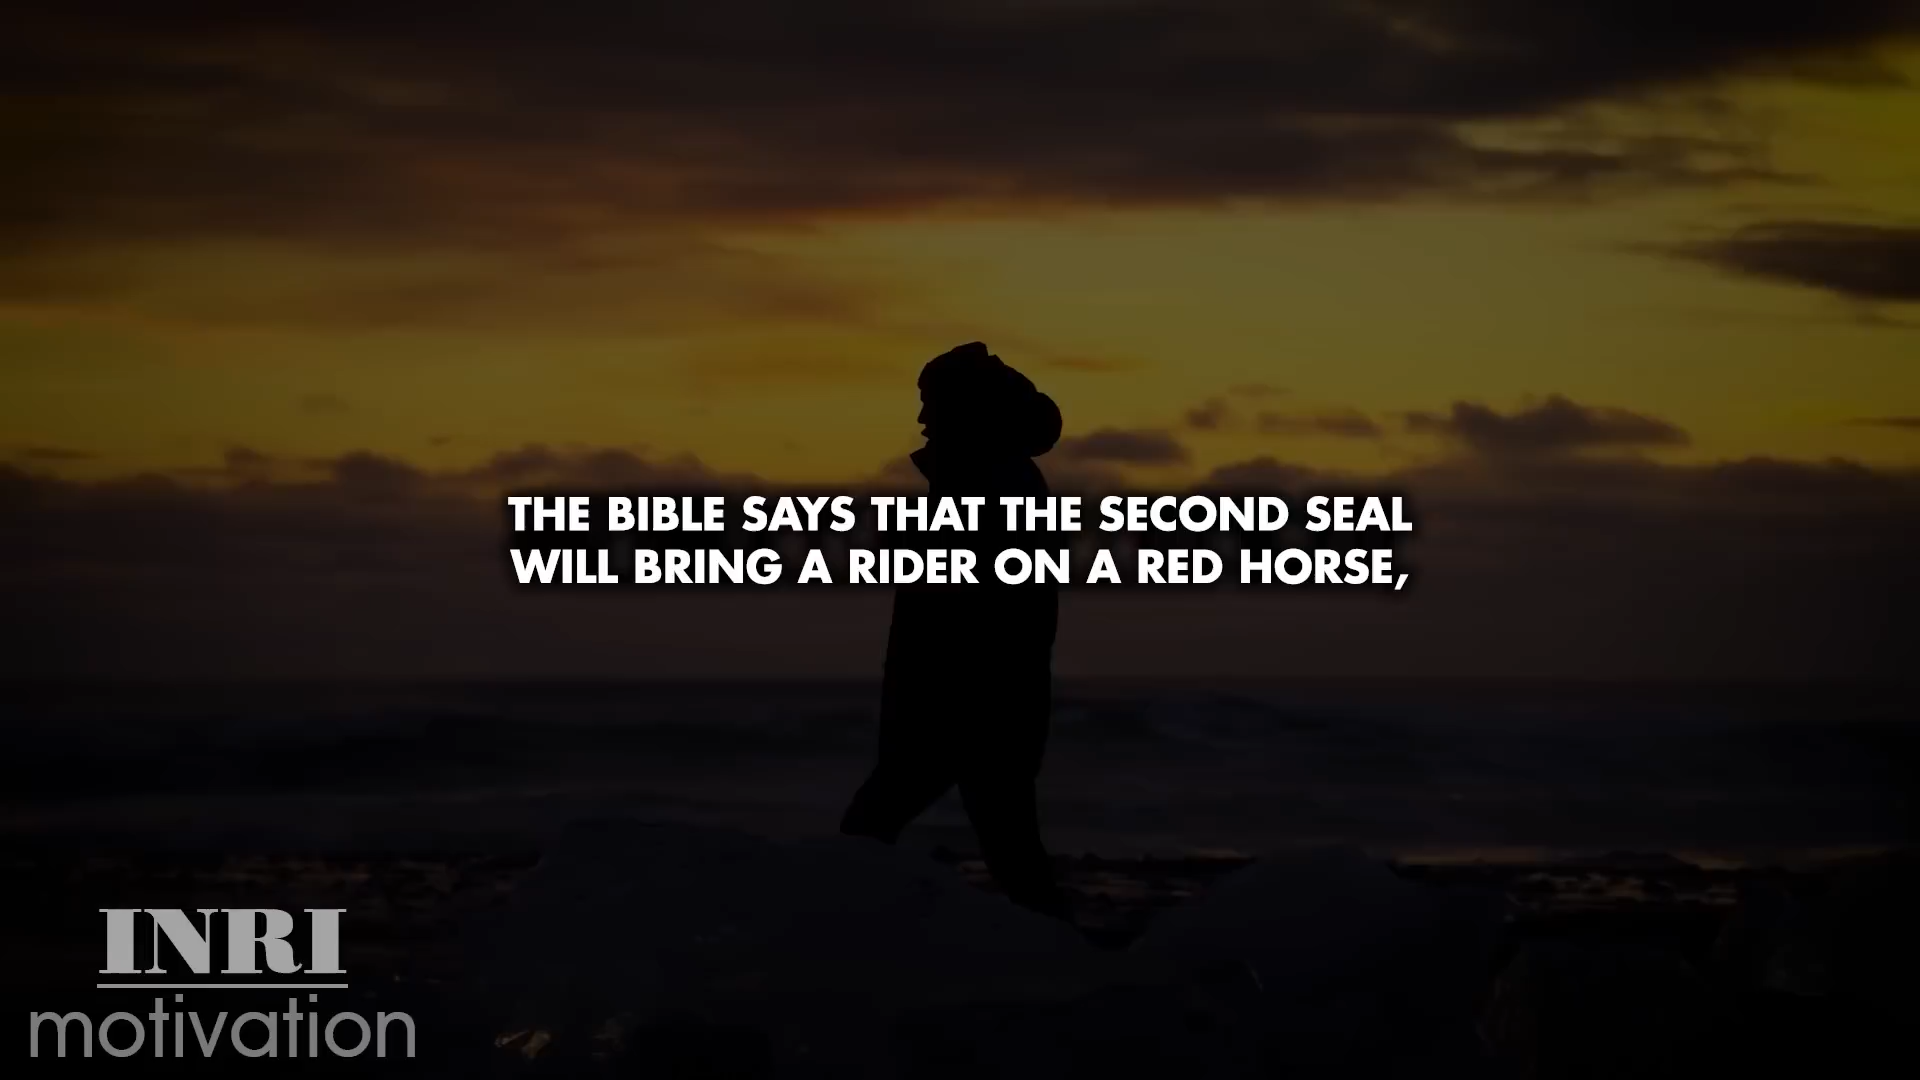 THE BIBLE SAYS THAT THE SECOND SEAL
WILL BRING A RIDER ON A RED HORSE,
INRI
motivation